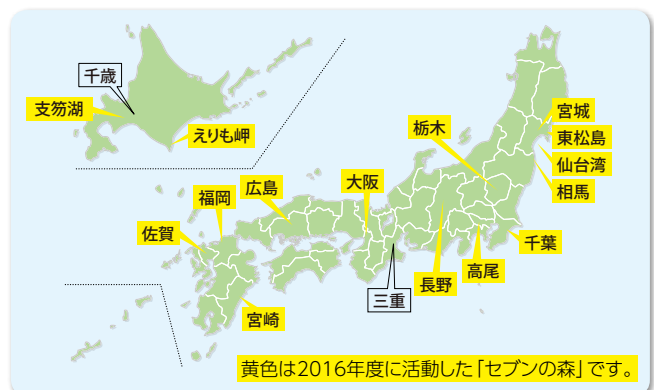 千歳
支笏湖
えりも岬
宮城
栃木
東松島
仙台湾
大阪
広島
相馬
福岡
佐賀
千葉
高尾
長野
三重
宮崎
黄色は2016年度に活動した「セブンの森」です。